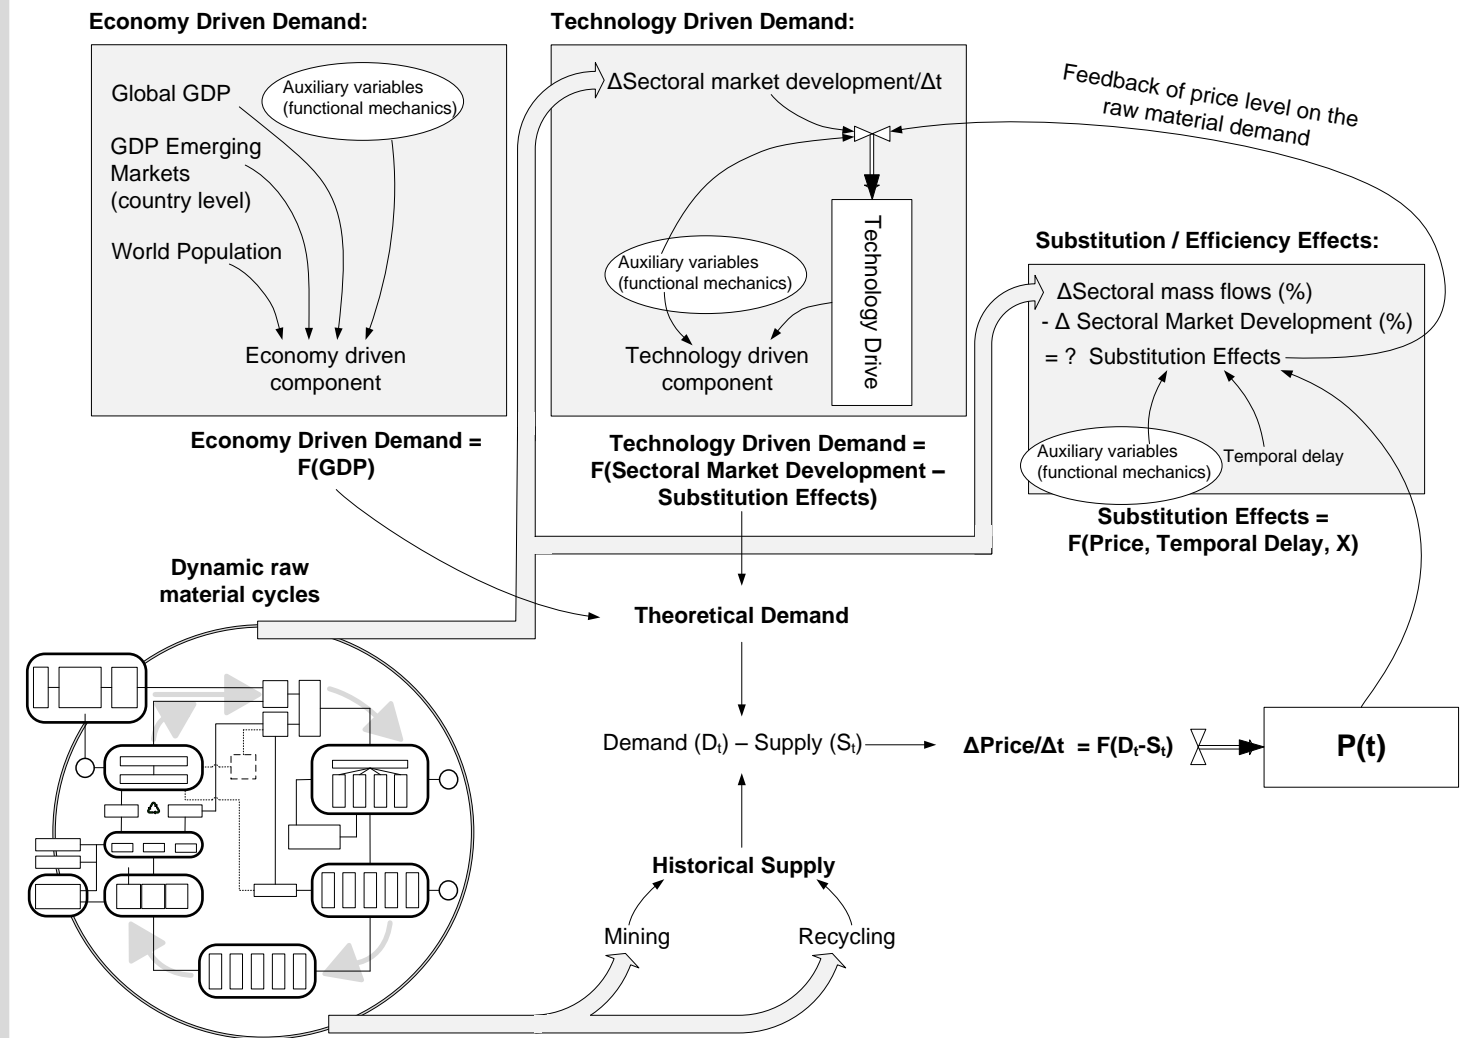 Economy Driven Demand:
Global GDP
Auxiliary variables
(functional mechanics)
GDP Emerging
Markets
(country level)
World Population
Economy driven
component
Economy Driven Demand =
F(GDP)
Technology Driven Demand:
ΔSectoral market development/Δt
Auxiliary variables
(functional mechanics)
Technology Drive
Technology driven
component
Technology Driven Demand =
F(Sectoral Market Development –
Substitution Effects)
Feedback of price level on the
raw material demand
Substitution / Efficiency Effects:
ΔSectoral mass flows (%)
- Δ Sectoral Market Development (%)
= ? Substitution Effects
Auxiliary variables
(functional mechanics)
Temporal delay
Substitution Effects =
F(Price, Temporal Delay, X)
Dynamic raw
material cycles
Theoretical Demand
Demand (Dₜ) – Supply (Sₜ)
ΔPrice/Δt = F(Dₜ-Sₜ)
P(t)
Historical Supply
Mining
Recycling